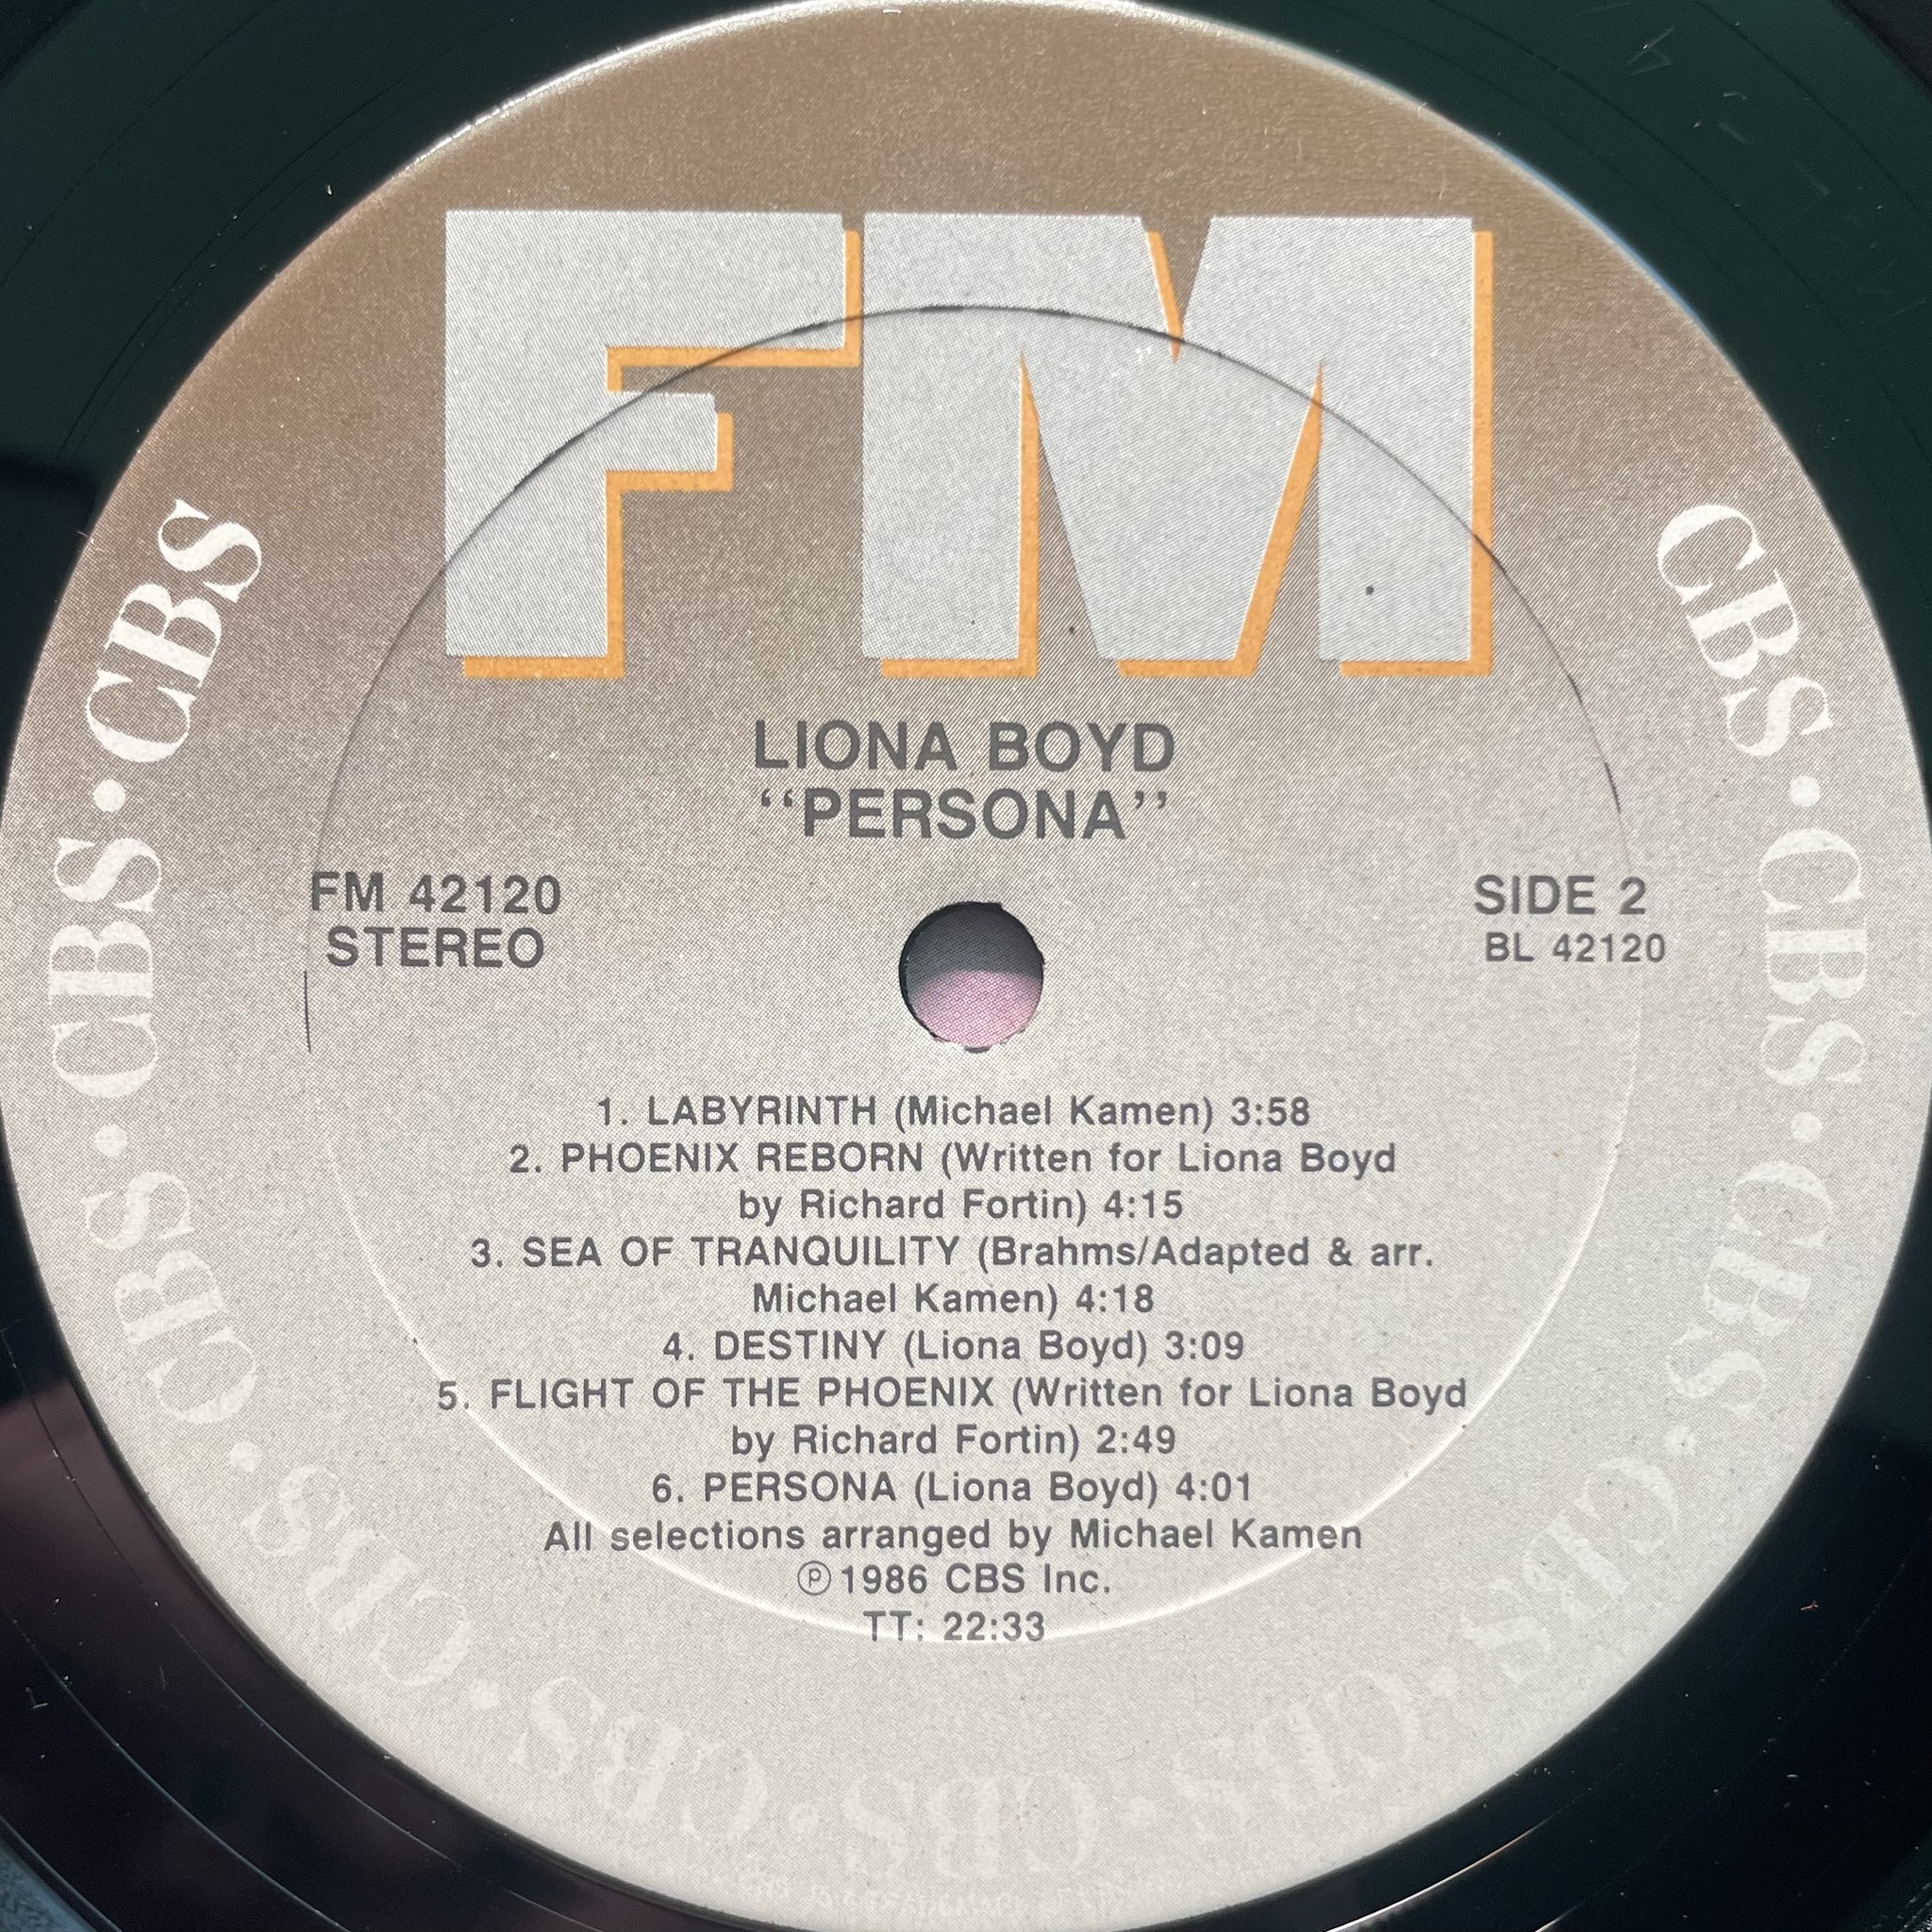 FM
CBS • CBS • CBS • CBS • CBS • CBS • CBS • CBS • CBS • CBS • CBS
LIONA BOYD
‘‘PERSONA’’
FM 42120
STEREO
SIDE 2
BL 42120
1. LABYRINTH (Michael Kamen) 3:58
2. PHOENIX REBORN (Written for Liona Boyd
by Richard Fortin) 4:15
3. SEA OF TRANQUILITY (Brahms/Adapted & arr.
Michael Kamen) 4:18
4. DESTINY (Liona Boyd) 3:09
5. FLIGHT OF THE PHOENIX (Written for Liona Boyd
by Richard Fortin) 2:49
6. PERSONA (Liona Boyd) 4:01
All selections arranged by Michael Kamen
℗ 1986 CBS Inc.
TT: 22:33